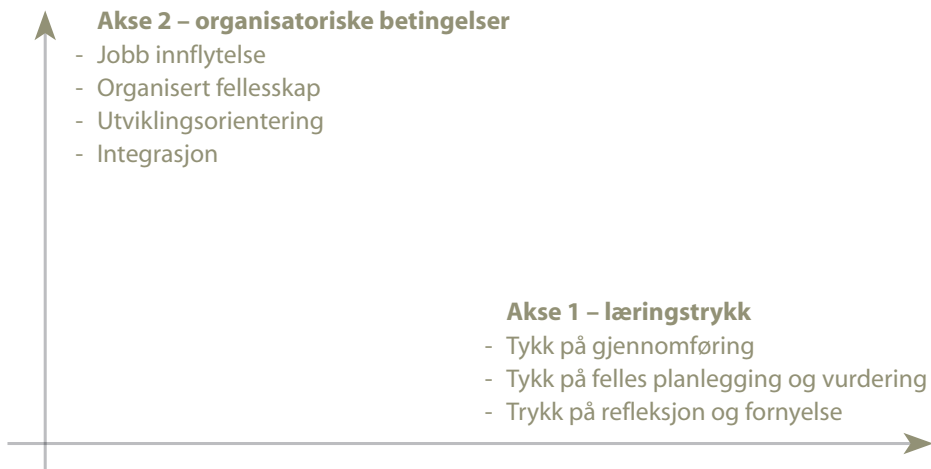 Akse 2 – organisatoriske betingelser
- Jobb innflytelse
- Organisert fellesskap
- Utviklingsorientering
- Integrasjon
Akse 1 – læringstrykk
- Tykk på gjennomføring
- Tykk på felles planlegging og vurdering
- Trykk på refleksjon og fornyelse